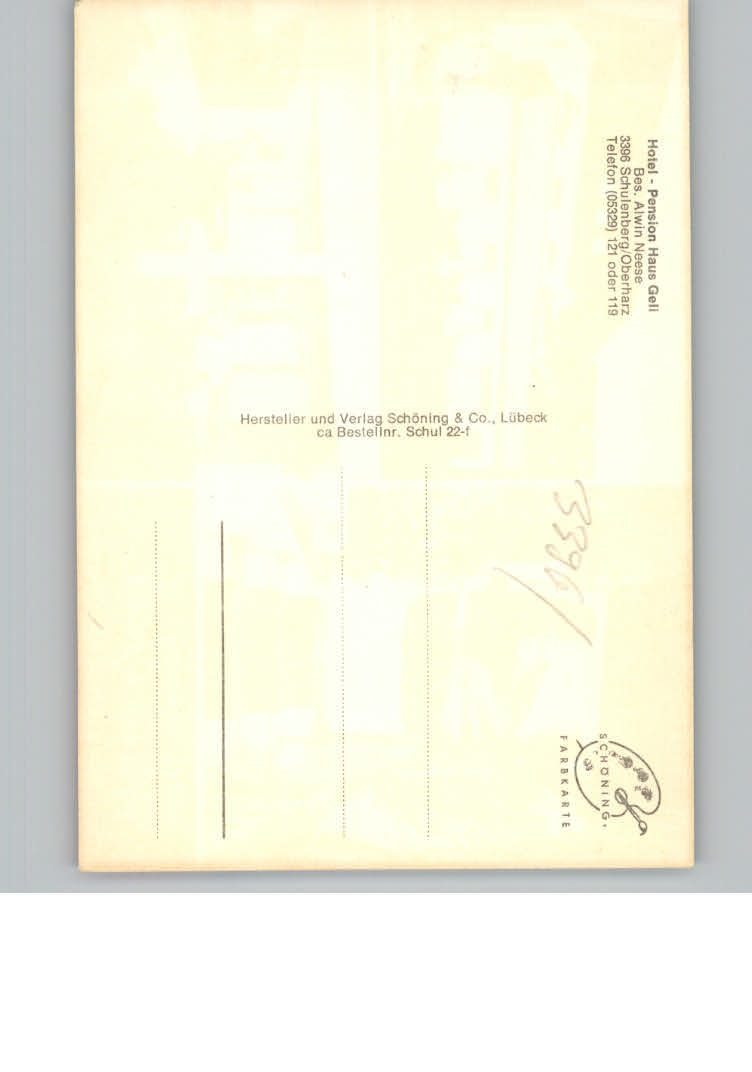 Hotel - Pension Haus Geli
Bes. Alwin Neese
3396 Schulenberg/Oberharz
Telefon (05329) 121 oder 119
Hersteller und Verlag Schöning & Co., Lübeck
ca Bestellnr. Schul 22-f
3396
SCHÖNING.
FARBKARTE